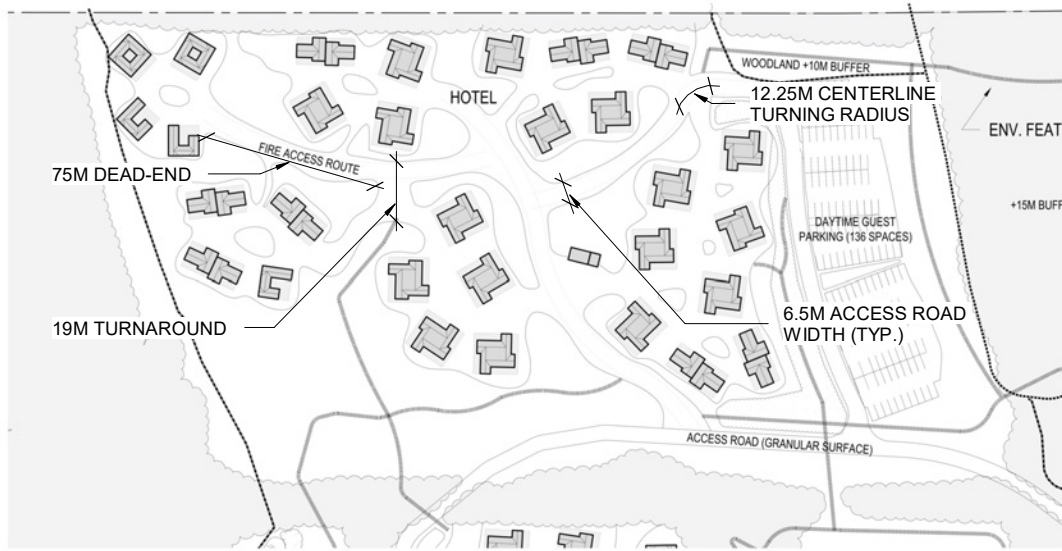 WOODLAND +10M BUFFER
HOTEL
12.25M CENTERLINE
TURNING RADIUS
ENV. FEAT
FIRE ACCESS ROUTE
75M DEAD-END
+15M BUFF
DAYTIME GUEST
PARKING (136 SPACES)
19M TURNAROUND
6.5M ACCESS ROAD
WIDTH (TYP.)
ACCESS ROAD (GRANULAR SURFACE)